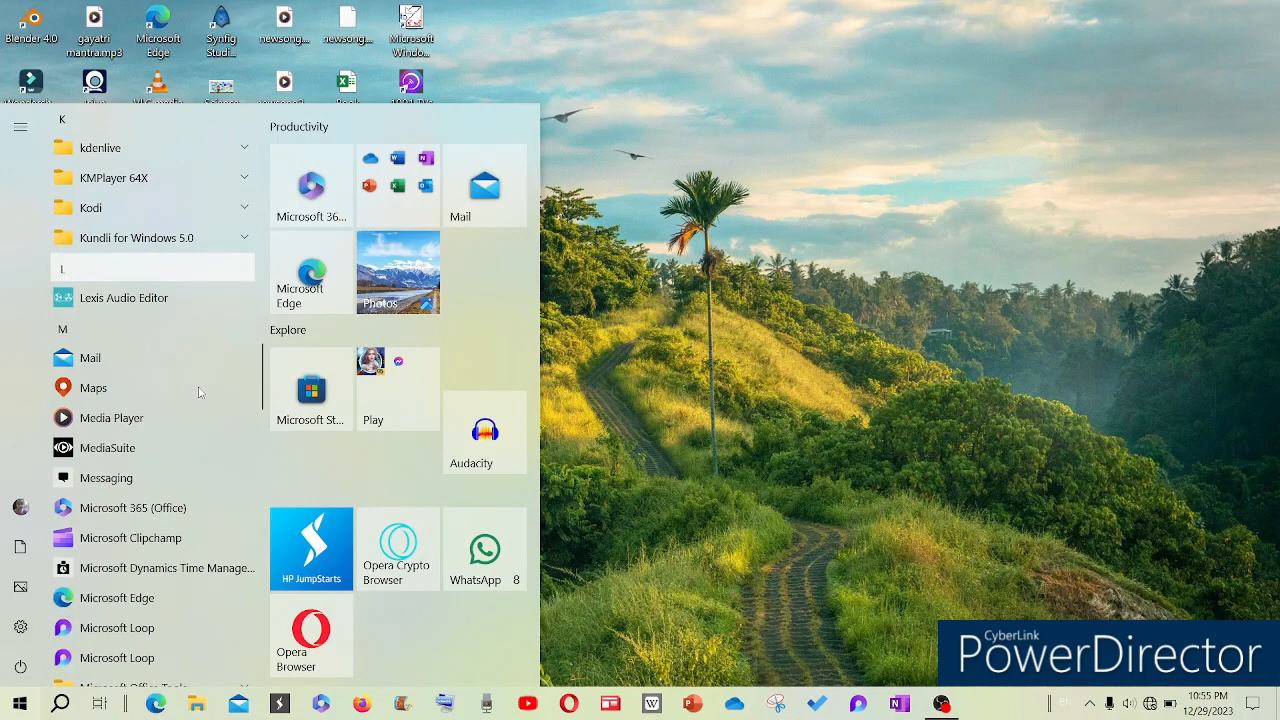 Blender 4.0
gayatri
mantra.mp3
Microsoft
Edge
Synfig
Studi...
newsong...
newsong...
Microsoft
Windo...
K
kdenlive
KMPlayer 64X
Kodi
Kundli for Windows 5.0
L
Lexis Audio Editor
M
Mail
Maps
Media Player
MediaSuite
Messaging
Microsoft 365 (Office)
Microsoft Clipchamp
Microsoft Dynamics Time Manage...
Microsoft Edge
Microsoft Loop
Microsoft Loop
Microsoft Office Tools
Productivity
Microsoft 36...
Mail
Microsoft
Edge
Photos
Explore
Microsoft St...
Play
Audacity
HP JumpStarts
Opera Crypto
Browser
WhatsApp 8
Opera
Browser
CyberLink
PowerDirector
10:55 PM
12/29/2023